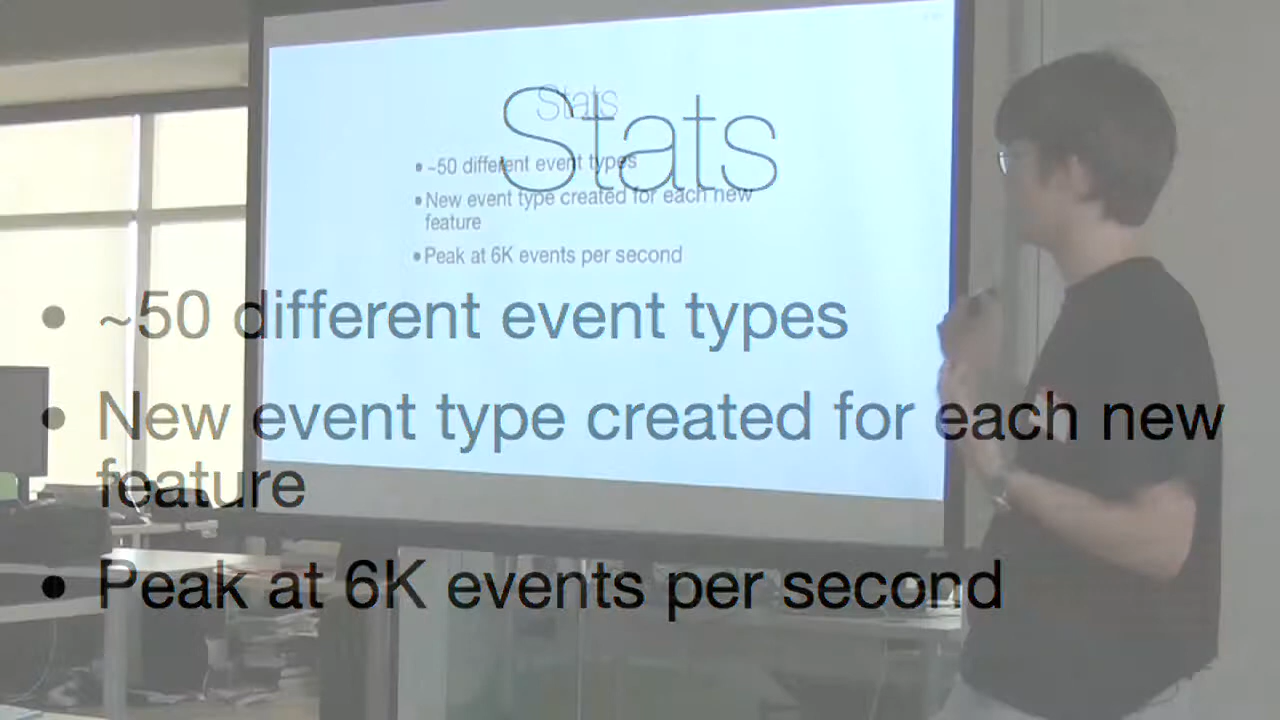 Stats
• ~50 different event types
• New event type created for each new
feature
• Peak at 6K events per second
Stats
• ~50 different event types
• New event type created for each new
feature
• Peak at 6K events per second